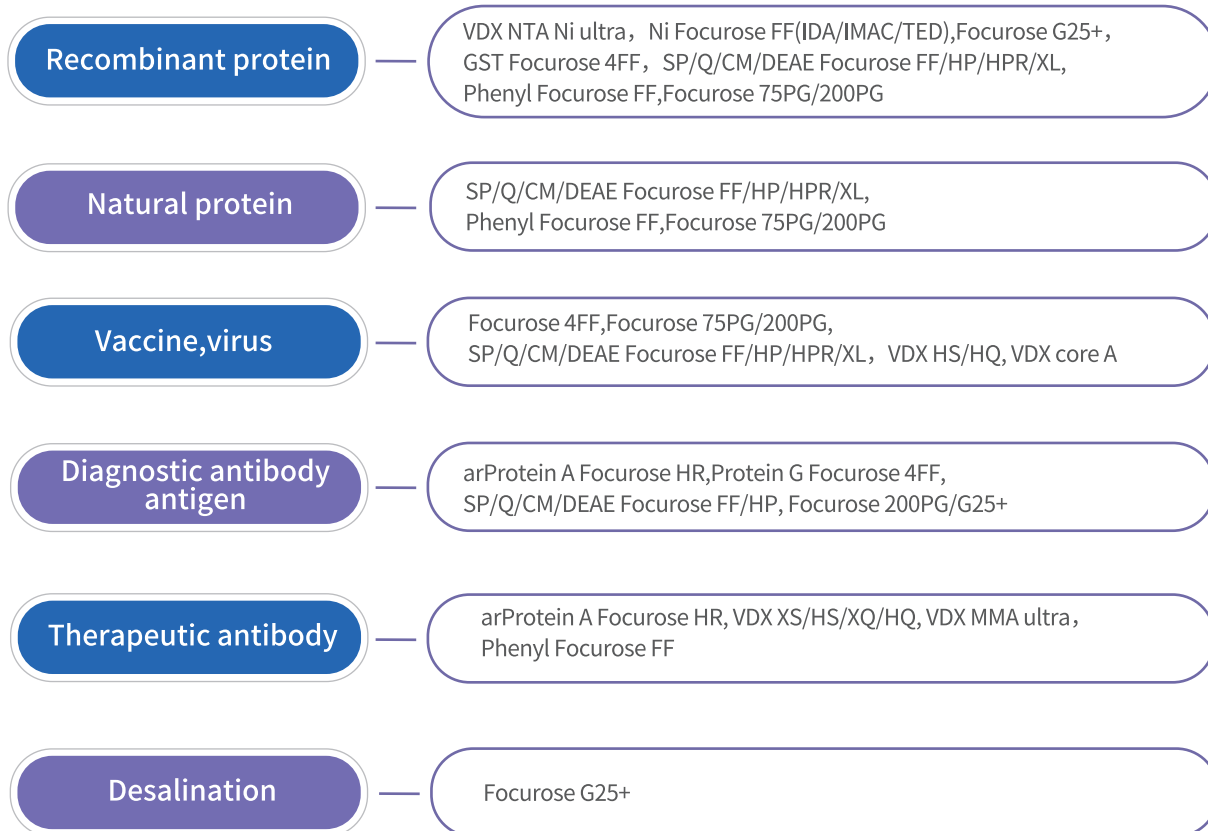 Recombinant protein
VDX NTA Ni ultra，Ni Focurose FF(IDA/IMAC/TED),Focurose G25+，
GST Focurose 4FF，SP/Q/CM/DEAE Focurose FF/HP/HPR/XL,
Phenyl Focurose FF,Focurose 75PG/200PG
Natural protein
SP/Q/CM/DEAE Focurose FF/HP/HPR/XL,
Phenyl Focurose FF,Focurose 75PG/200PG
Vaccine,virus
Focurose 4FF,Focurose 75PG/200PG,
SP/Q/CM/DEAE Focurose FF/HP/HPR/XL，VDX HS/HQ, VDX core A
Diagnostic antibody
antigen
arProtein A Focurose HR,Protein G Focurose 4FF,
SP/Q/CM/DEAE Focurose FF/HP, Focurose 200PG/G25+
Therapeutic antibody
arProtein A Focurose HR, VDX XS/HS/XQ/HQ, VDX MMA ultra，
Phenyl Focurose FF
Desalination
Focurose G25+